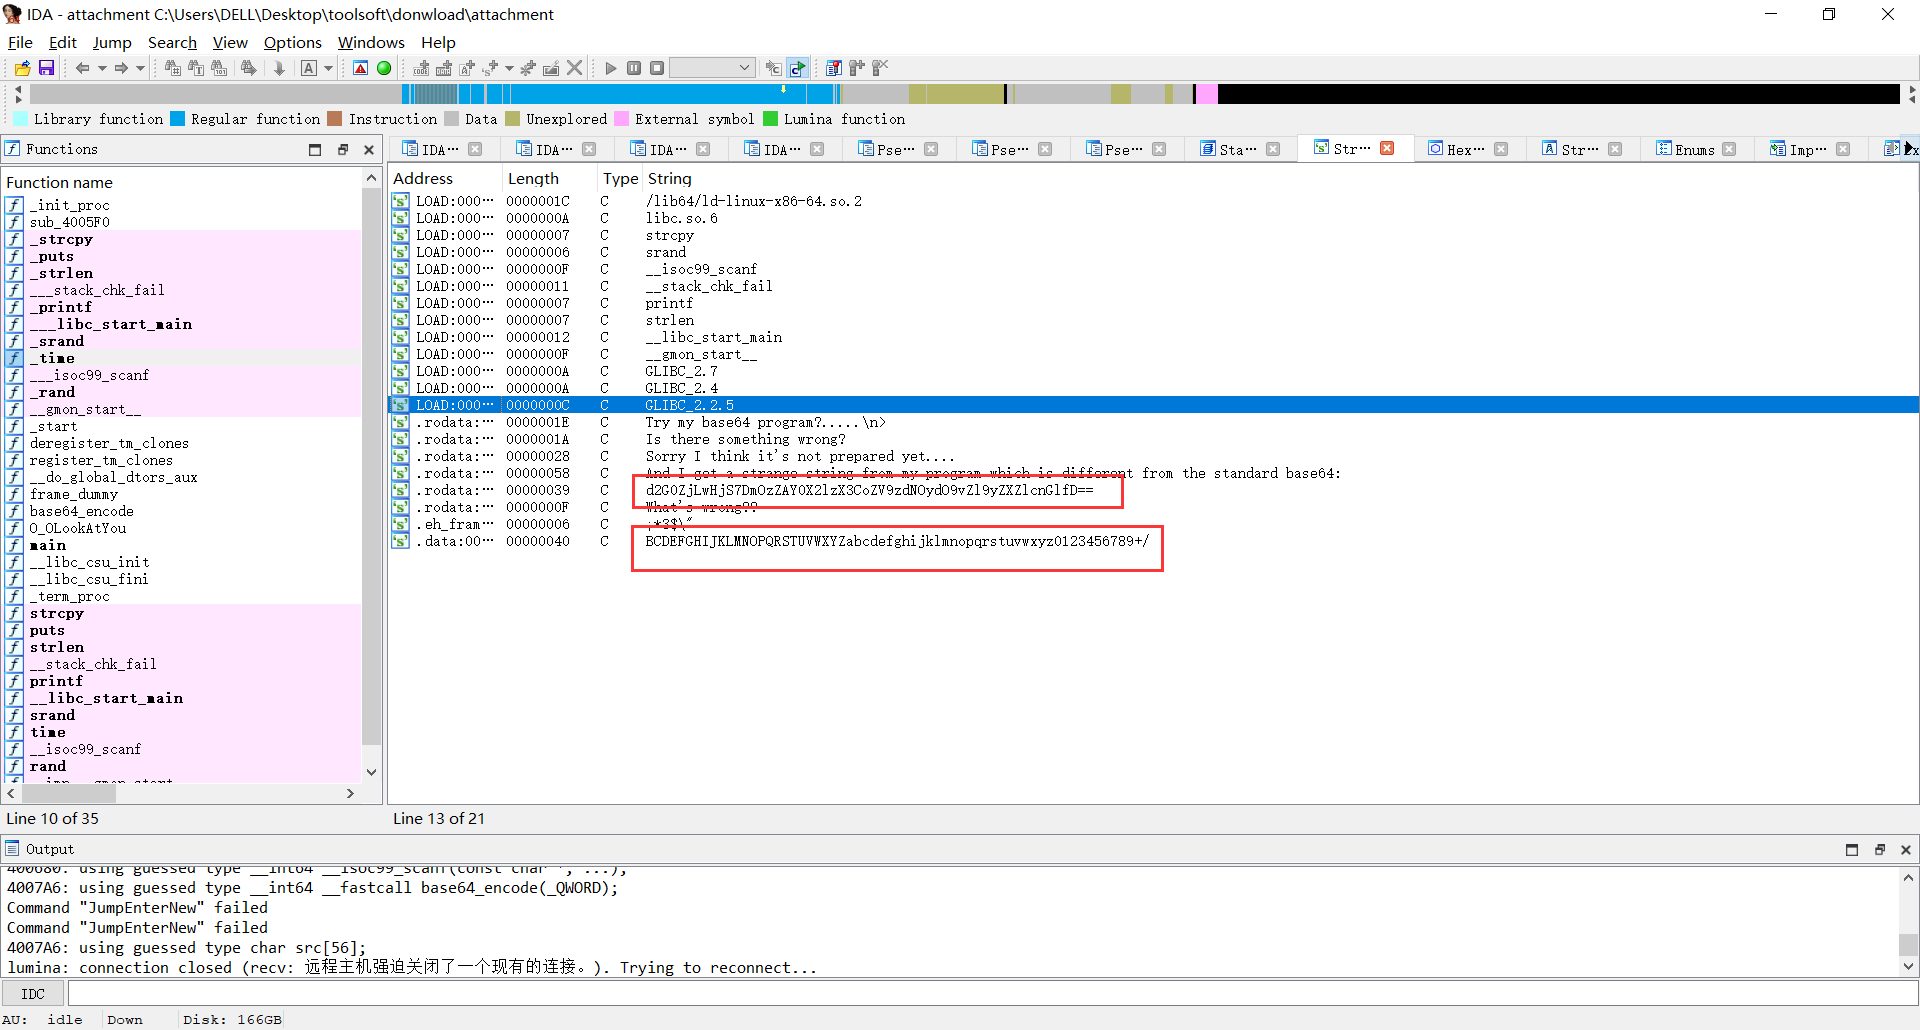 IDA - attachment C:\Users\DELL\Desktop\toolsoft\donwload\attachment
File Edit Jump Search View Options Windows Help
Library function Regular function Instruction Data Unexplored External symbol Lumina function
Functions
IDA··· IDA··· IDA··· IDA··· Pse··· Pse··· Pse··· Sta··· Str··· Hex··· Str··· Enums Imp···
Function name
_init_proc
sub_4005F0
_strcpy
_puts
_strlen
___stack_chk_fail
_printf
___libc_start_main
_srand
_time
___isoc99_scanf
_rand
__gmon_start__
_start
deregister_tm_clones
register_tm_clones
__do_global_dtors_aux
frame_dummy
base64_encode
O_OLookAtYou
main
__libc_csu_init
__libc_csu_fini
_term_proc
strcpy
puts
strlen
__stack_chk_fail
printf
__libc_start_main
srand
time
__isoc99_scanf
rand
Line 10 of 35
Address Length Type String
LOAD:000··· 0000001C C /lib64/ld-linux-x86-64.so.2
LOAD:000··· 0000000A C libc.so.6
LOAD:000··· 00000007 C strcpy
LOAD:000··· 00000006 C srand
LOAD:000··· 0000000F C __isoc99_scanf
LOAD:000··· 00000011 C __stack_chk_fail
LOAD:000··· 00000007 C printf
LOAD:000··· 00000007 C strlen
LOAD:000··· 00000012 C __libc_start_main
LOAD:000··· 0000000F C __gmon_start__
LOAD:000··· 0000000A C GLIBC_2.7
LOAD:000··· 0000000A C GLIBC_2.4
LOAD:000··· 0000000C C GLIBC_2.2.5
.rodata:··· 0000001E C Try my base64 program?.....\n>
.rodata:··· 0000001A C Is there something wrong?
.rodata:··· 00000028 C Sorry I think it's not prepared yet....
.rodata:··· 00000058 C And I get a strange string from my program which is different from the standard base64:
.rodata:··· 00000039 C d2G0ZjLwHjS7DmOzZAY0X2lzX3CoZV9zdNOydO9vZl9yZXZlcnGlfD==
.rodata:··· 0000000F C What's wrong??
.eh_fram··· 00000006 C ;*3$\"
.data:00··· 00000040 C BCDEFGHIJKLMNOPQRSTUVWXYZabcdefghijklmnopqrstuvwxyz0123456789+/
Line 13 of 21
Output
400680: using guessed type __int64 __isoc99_scanf(const char *, ...);
4007A6: using guessed type __int64 __fastcall base64_encode(_QWORD);
Command "JumpEnterNew" failed
Command "JumpEnterNew" failed
4007A6: using guessed type char src[56];
lumina: connection closed (recv: 远程主机强迫关闭了一个现有的连接。). Trying to reconnect...
IDC
AU: idle Down Disk: 166GB